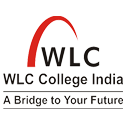 WLC
WLC College India
A Bridge to Your Future